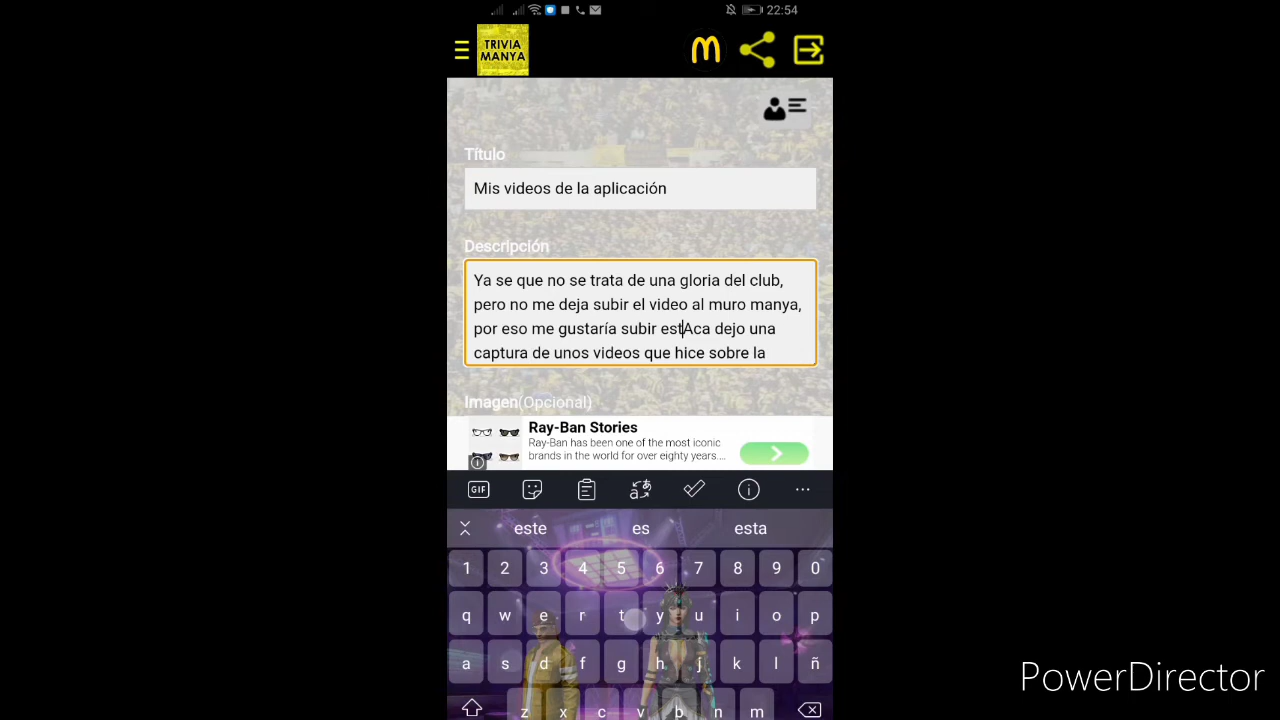 22:54
TRIVIA
MANYA
Título
Mis videos de la aplicación
Descripción
Ya se que no se trata de una gloria del club,
pero no me deja subir el video al muro manya,
por eso me gustaría subir estAca dejo una
captura de unos videos que hice sobre la
Imagen(Opcional)
Ray-Ban Stories
Ray-Ban has been one of the most iconic
brands in the world for over eighty years....
GIF
este es esta
1 2 3 4 5 6 7 8 9 0
q w e r t y u i o p
a s d f g h j k l ñ
z x c v b n m
PowerDirector